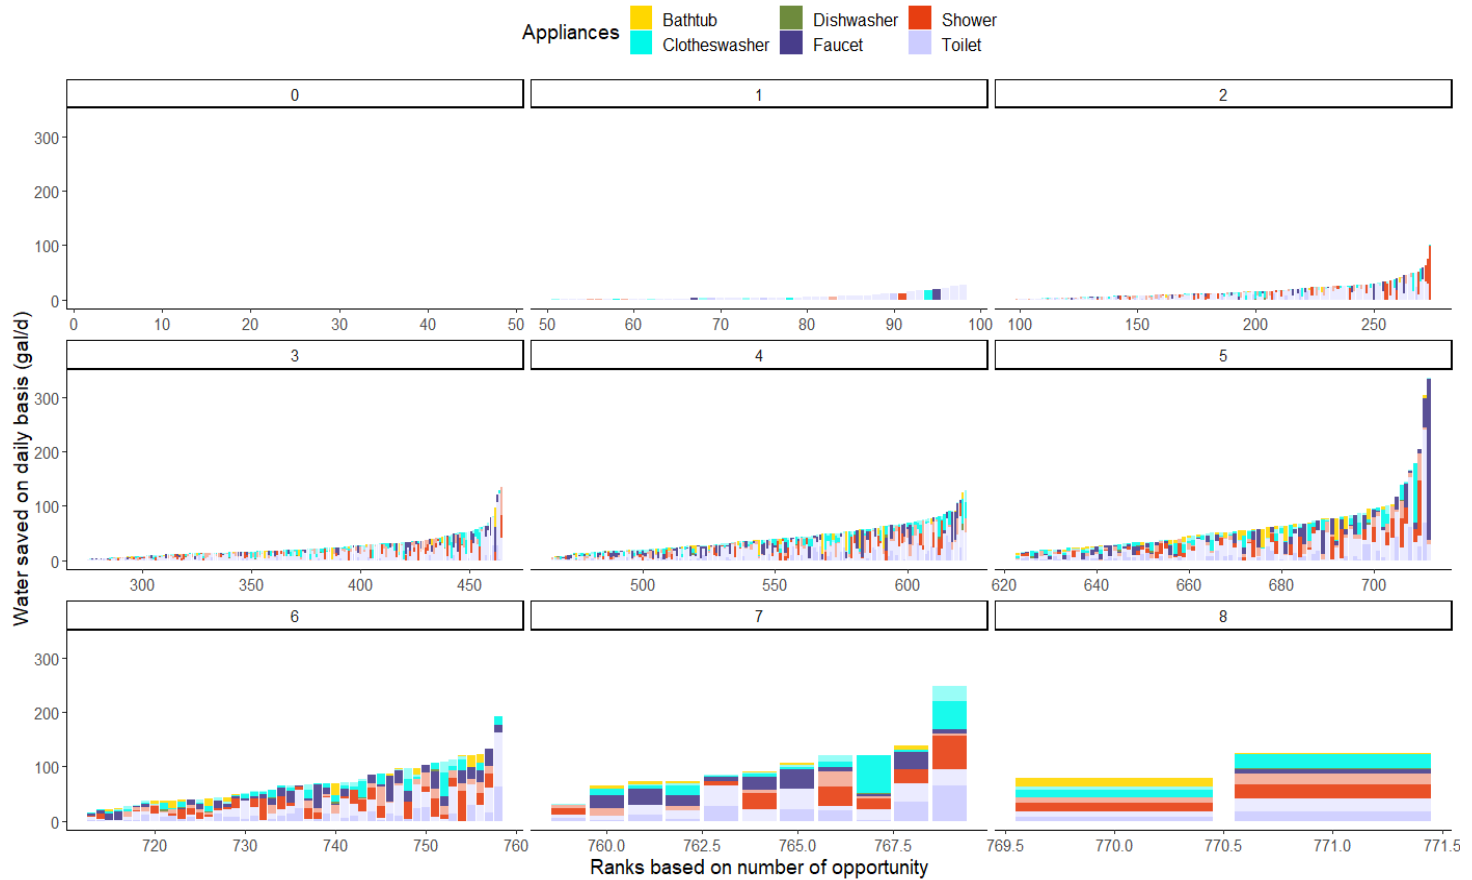 Appliances
Bathtub Dishwasher Shower
Clotheswasher Faucet Toilet
Water saved on daily basis (gal/d)
0 1 2
300
200
100
0
0 10 20 30 40 50 50 60 70 80 90 100 100 150 200 250
3 4 5
300
200
100
0
300 350 400 450 500 550 600 620 640 660 680 700
6 7 8
300
200
100
0
720 730 740 750 760 760.0 762.5 765.0 767.5 769.5 770.0 770.5 771.0 771.5
Ranks based on number of opportunity